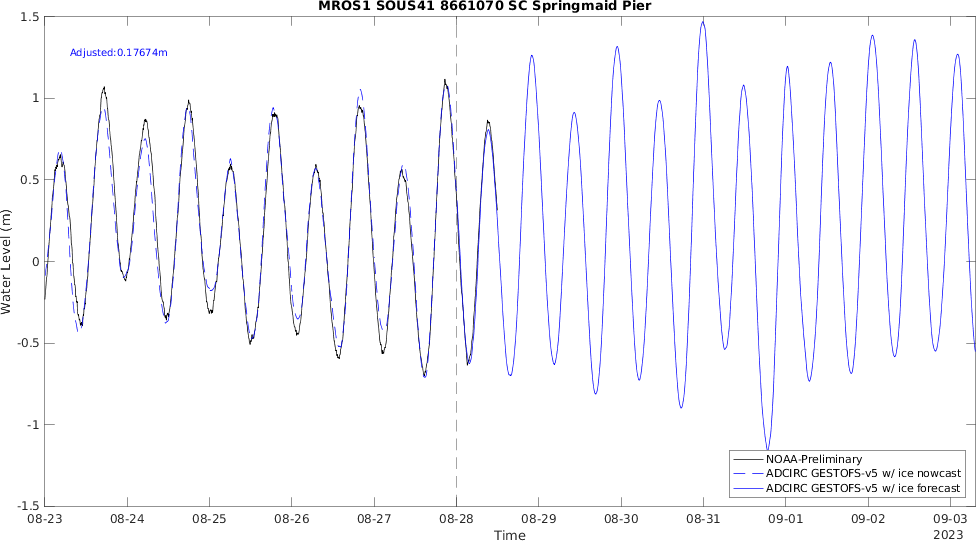 MROS1 SOUS41 8661070 SC Springmaid Pier
1.5
Adjusted:0.17674m
1
0.5
0
-0.5
-1
-1.5
Water Level (m)
NOAA-Preliminary
ADCIRC GESTOFS-v5 w/ ice nowcast
ADCIRC GESTOFS-v5 w/ ice forecast
08-23 08-24 08-25 08-26 08-27 08-28 08-29 08-30 08-31 09-01 09-02 09-03
Time
2023